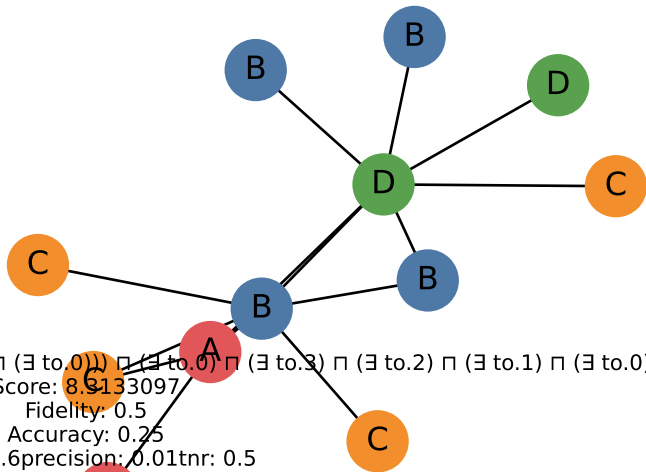 B
B
D
D
C
C
B
B
A
⊓ (∃ to.0))) ⊓ (∃ to.0) ⊓ (∃ to.3) ⊓ (∃ to.2) ⊓ (∃ to.1) ⊓ (∃ to.0)
C
Score: 8.3133097
Fidelity: 0.5
Accuracy: 0.25
C
.6precision: 0.01tnr: 0.5